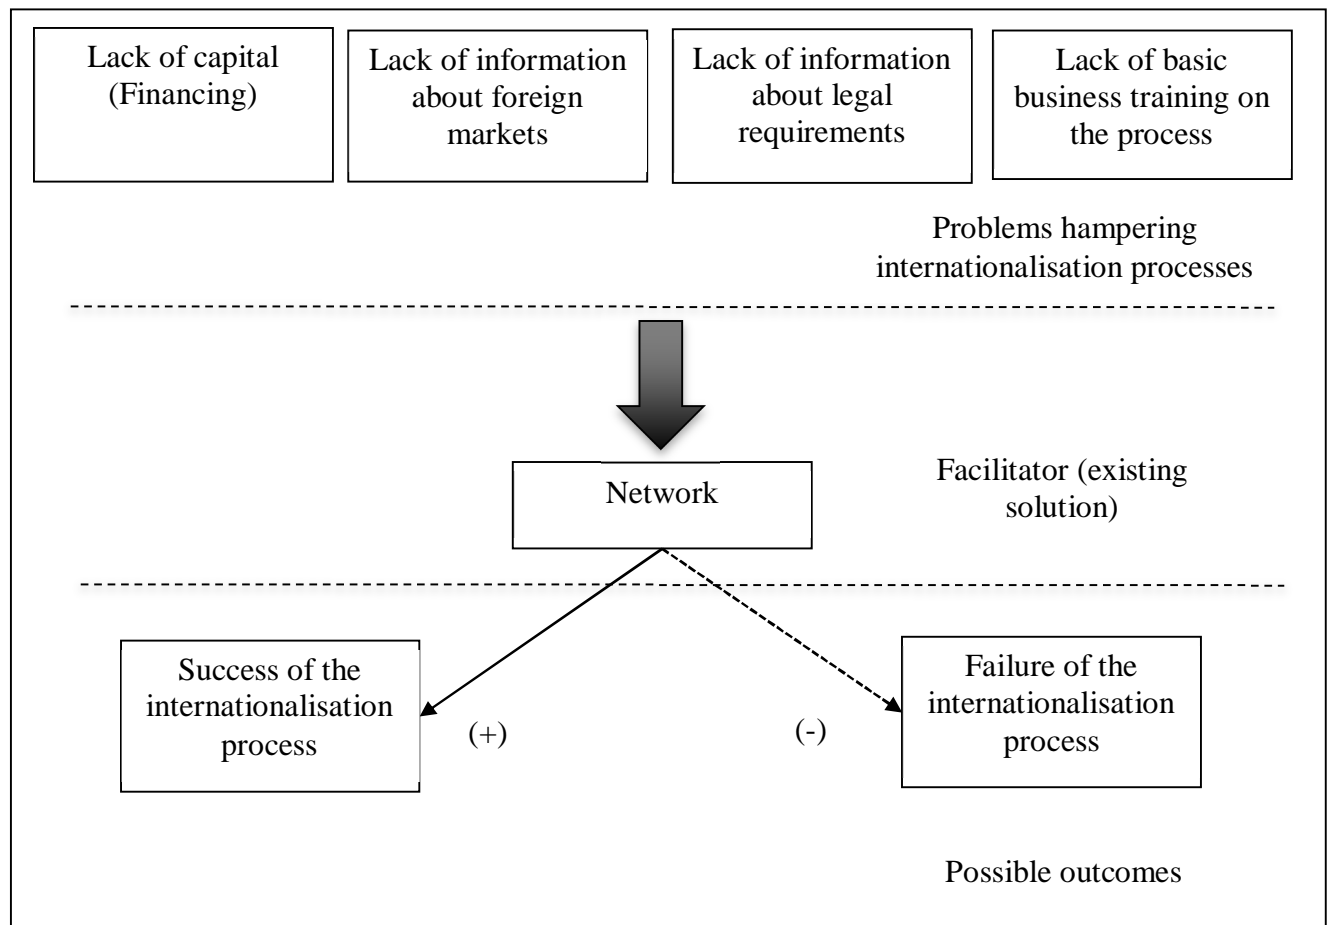 Lack of capital
(Financing)
Lack of information
about foreign
markets
Lack of information
about legal
requirements
Lack of basic
business training on
the process
Problems hampering
internationalisation processes
Network
Facilitator (existing
solution)
Success of the
internationalisation
process
(+)
(-)
Failure of the
internationalisation
process
Possible outcomes